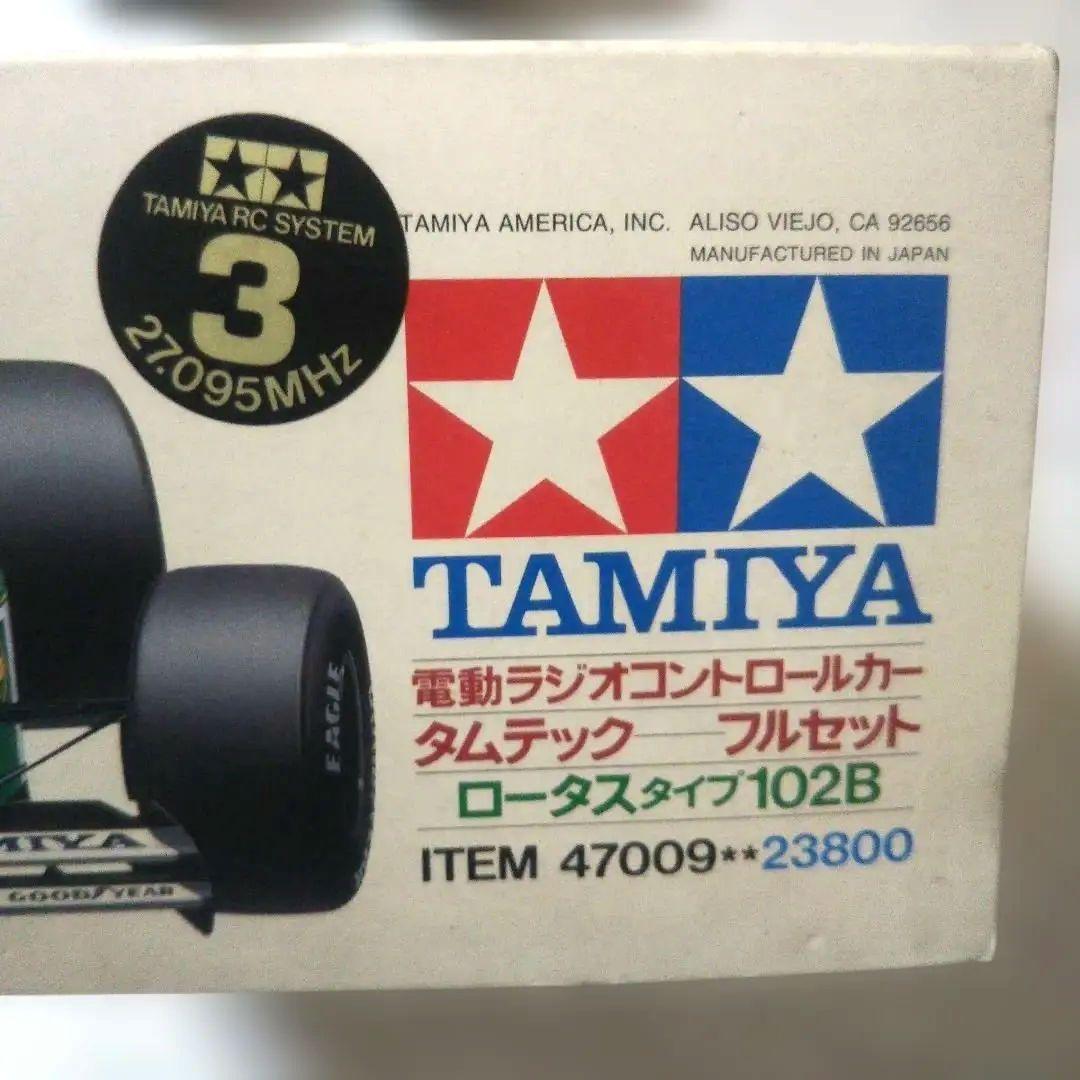 TAMIYA RC SYSTEM
3
27.095MHz
TAMIYA AMERICA, INC. ALISO VIEJO, CA 92656
MANUFACTURED IN JAPAN
TAMIYA
電動ラジオコントロールカー
タムテック──フルセット
ロータスタイプ102B
ITEM 47009**23800
EAGLE
MIYA
GOODYEAR